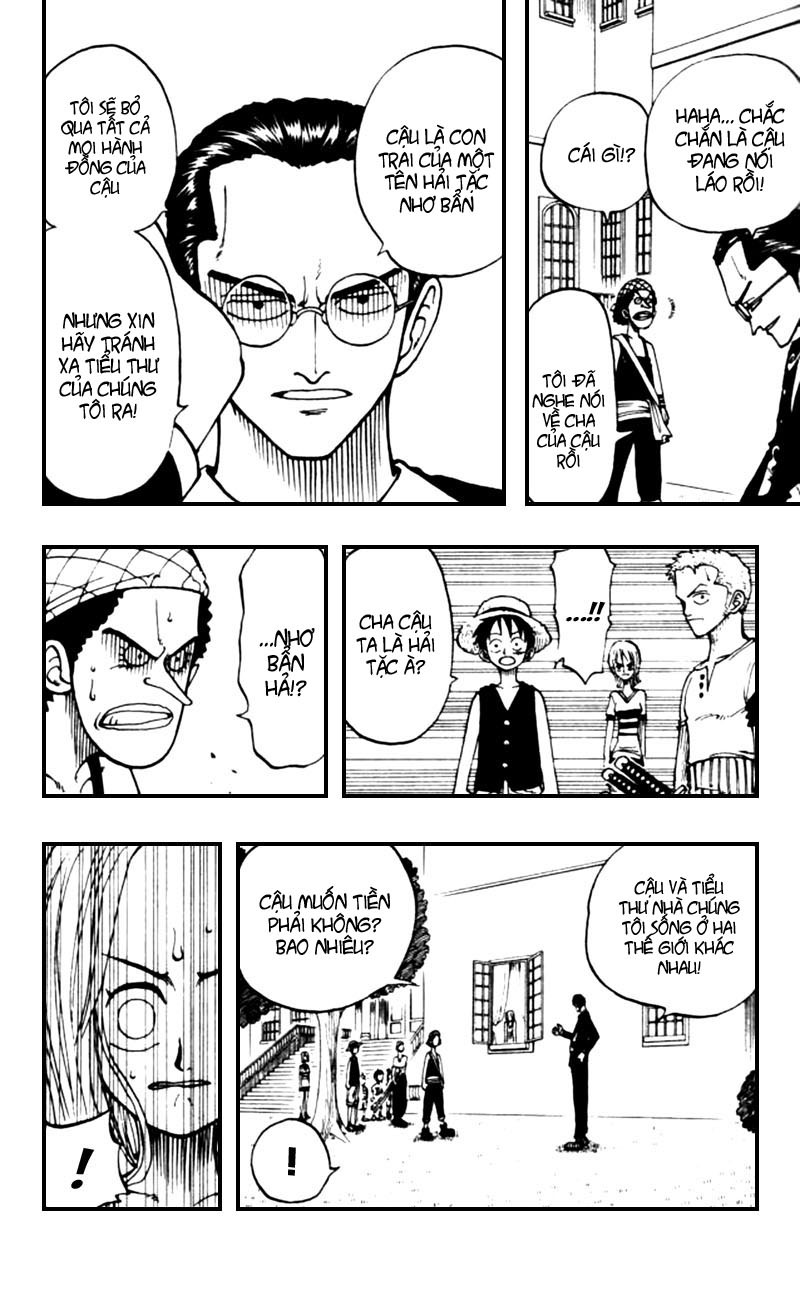 HAHA... CHẮC
CHẮN LÀ CẬU
ĐANG NÓI
LÁO RỒI!
CÁI GÌ!?
TÔI ĐÃ
NGHE NÓI
VỀ CHA
CỦA CẬU
RỒI
CẬU LÀ CON
TRAI CỦA MỘT
TÊN HẢI TẶC
NHƠ BẨN
TÔI SẼ BỎ
QUA TẤT CẢ
MỌI HÀNH
ĐỘNG CỦA
CẬU
NHƯNG XIN
HÃY TRÁNH
XA TIỂU THƯ
CỦA CHÚNG
TÔI RA!
...!!
CHA CẬU
TA LÀ HẢI
TẶC À?
...NHƠ
BẨN
HẢ!?
CẬU VÀ TIỂU
THƯ NHÀ CHÚNG
TÔI SỐNG Ở HAI
THẾ GIỚI KHÁC
NHAU!
CẬU MUỐN TIỀN
PHẢI KHÔNG?
BAO NHIÊU?
!
!